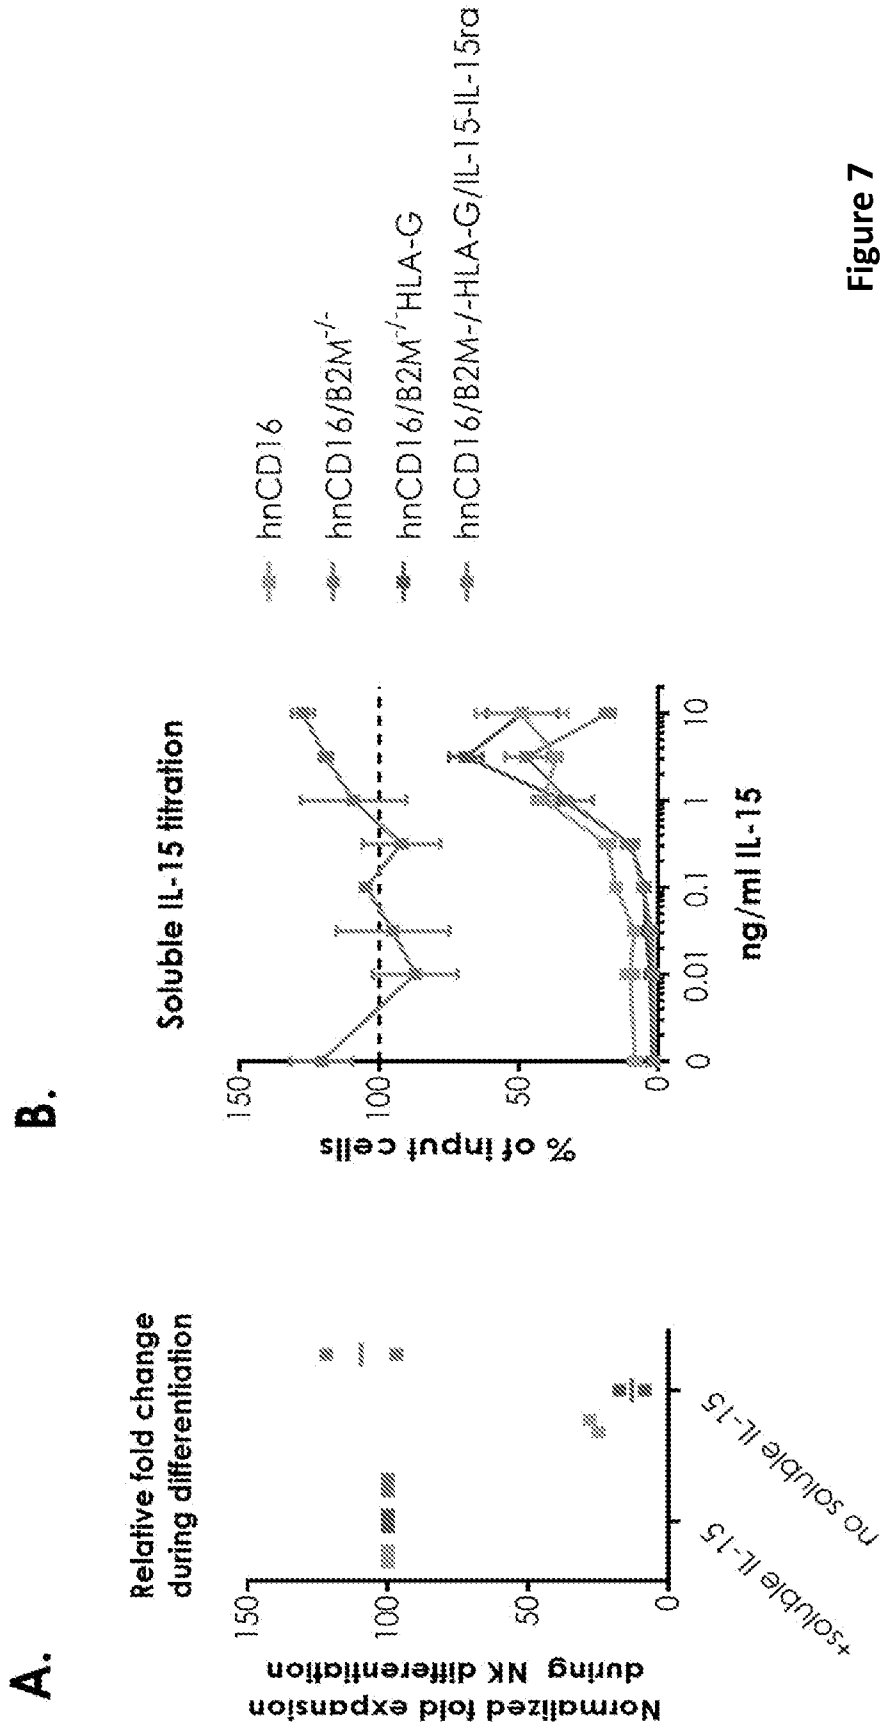 A.
Relative fold change
during differentiation
Normalized fold expansion
during NK differentiation
150
100
50
0
+soluble IL-15
no soluble IL-15
B.
Soluble IL-15 titration
% of input cells
150
100
50
0
0
0.01
0.1
1
10
ng/ml IL-15
hnCD16
hnCD16/B2M-/-
hnCD16/B2M-/-HLA-G
hnCD16/B2M-/-HLA-G/IL-15-IL-15ra
Figure 7